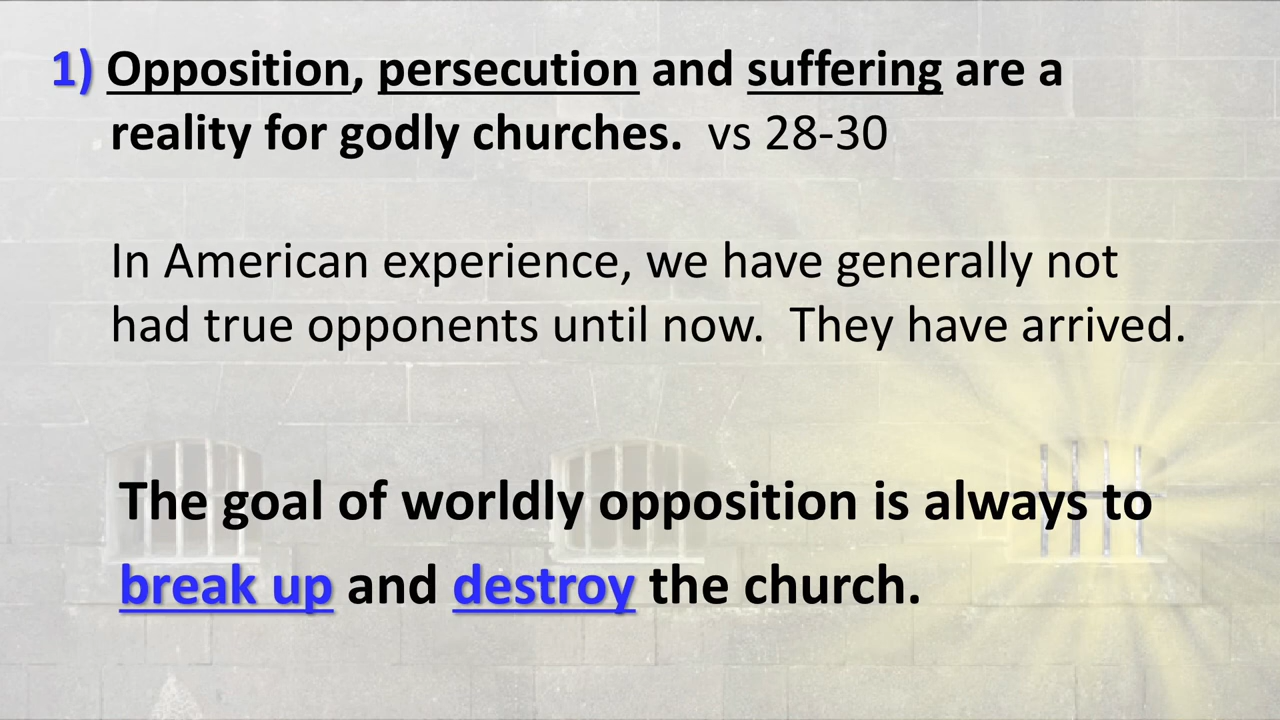 1) Opposition, persecution and suffering are a
reality for godly churches.  vs 28-30
In American experience, we have generally not
had true opponents until now.  They have arrived.
The goal of worldly opposition is always to
break up and destroy the church.